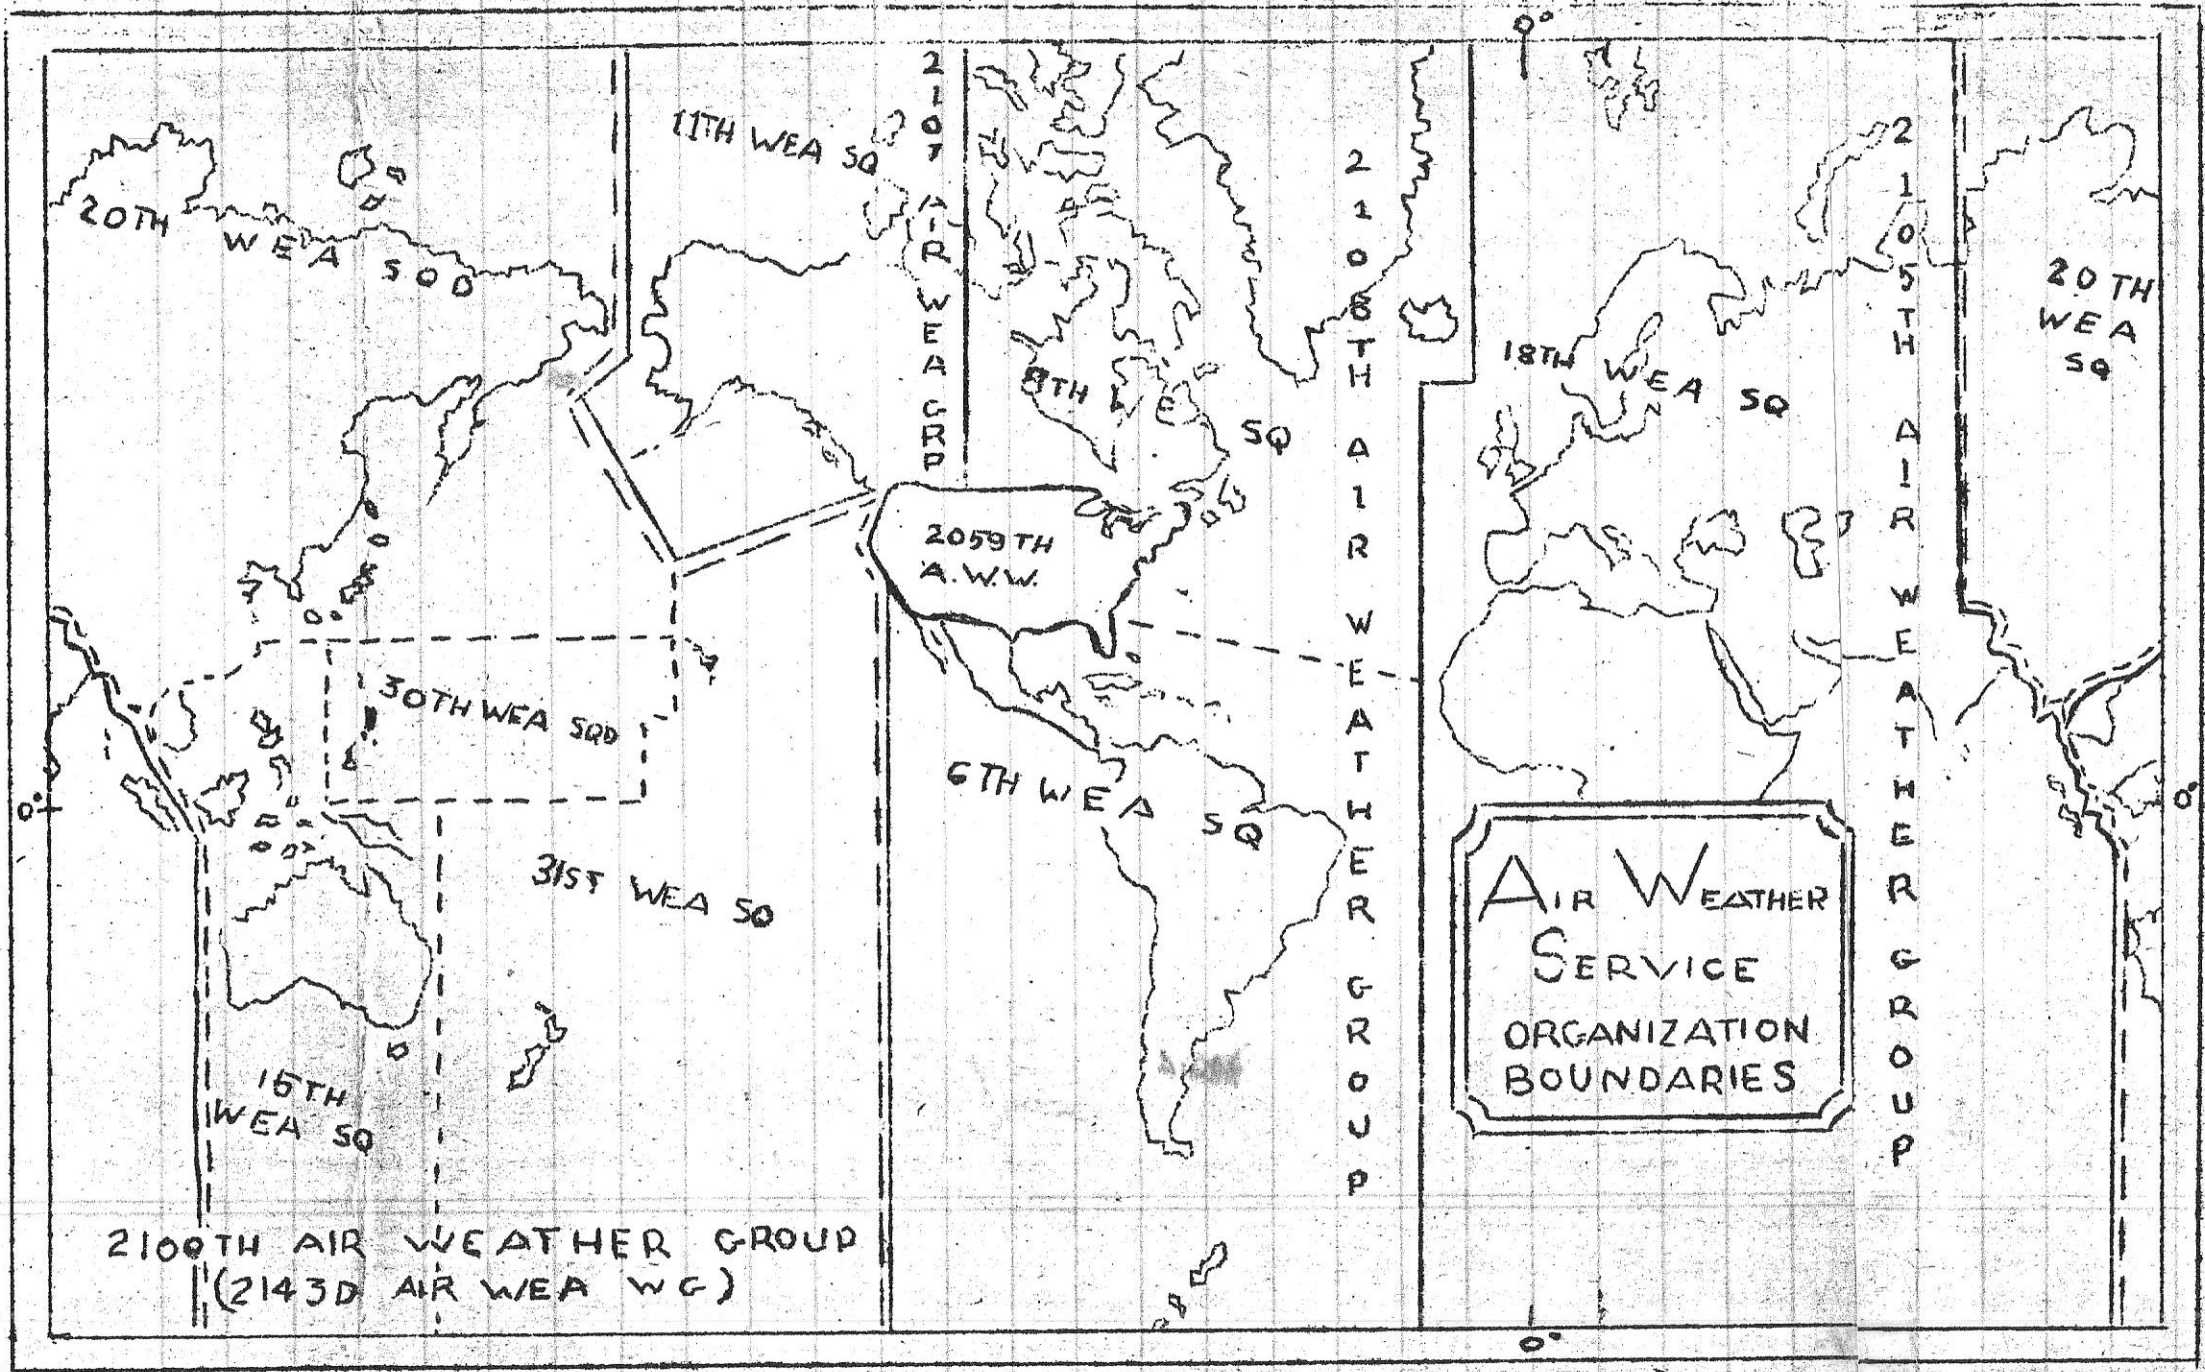 0°
2107 AIR WEA GRP
11TH WEA SQ
20TH WEA SQD
2108TH AIR WEATHER GROUP
8TH WE SQ
18TH WEA SQ
2105TH AIR WEATHER GROUP
20TH
WEA
SQ
2059TH
A.W.W.
30TH WEA SQD
6TH WEA SQ
0°
0°
31ST WEA SQ
AIR WEATHER
SERVICE
ORGANIZATION
BOUNDARIES
15TH
WEA SQ
2100TH AIR WEATHER GROUP
(2143D AIR WEA WG)
0°